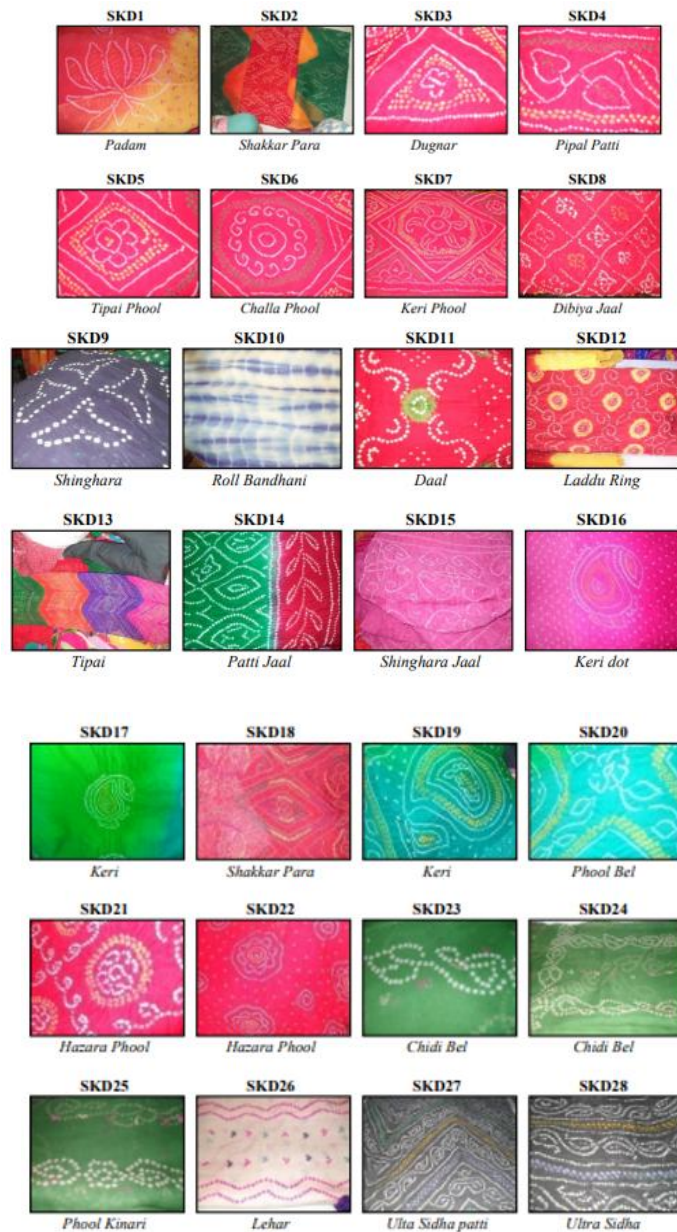 SKD1 SKD2 SKD3 SKD4
Padam Shakkar Para Dugnar Pipal Patti
SKD5 SKD6 SKD7 SKD8
Tipai Phool Challa Phool Keri Phool Dibiya Jaal
SKD9 SKD10 SKD11 SKD12
Shinghara Roll Bandhani Daal Laddu Ring
SKD13 SKD14 SKD15 SKD16
Tipai Patti Jaal Shinghara Jaal Keri dot
SKD17 SKD18 SKD19 SKD20
Keri Shakkar Para Keri Phool Bel
SKD21 SKD22 SKD23 SKD24
Hazara Phool Hazara Phool Chidi Bel Chidi Bel
SKD25 SKD26 SKD27 SKD28
Phool Kinari Lehar Ulta Sidha patti Ultra Sidha